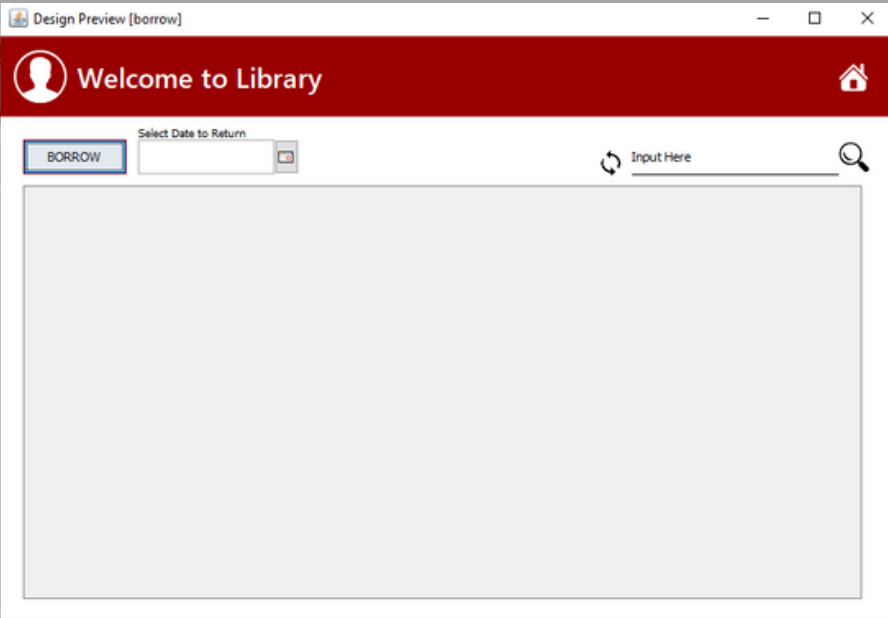 Design Preview [borrow]
Welcome to Library
Select Date to Return
BORROW
Input Here